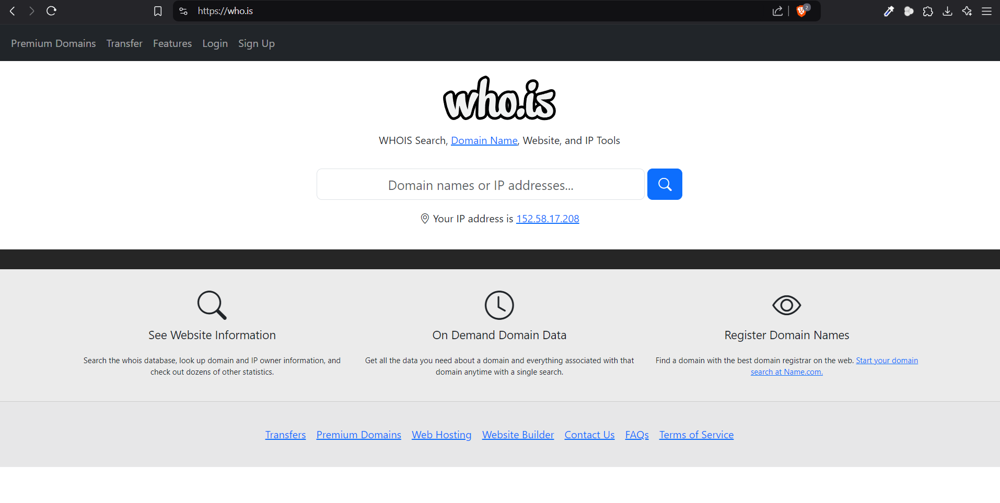 https://who.is
2
Premium Domains Transfer Features Login Sign Up
who.is
WHOIS Search, Domain Name, Website, and IP Tools
Domain names or IP addresses...
Your IP address is 152.58.17.208
See Website Information
Search the whois database, look up domain and IP owner information, and
check out dozens of other statistics.
On Demand Domain Data
Get all the data you need about a domain and everything associated with that
domain anytime with a single search.
Register Domain Names
Find a domain with the best domain registrar on the web. Start your domain
search at Name.com.
Transfers Premium Domains Web Hosting Website Builder Contact Us FAQs Terms of Service